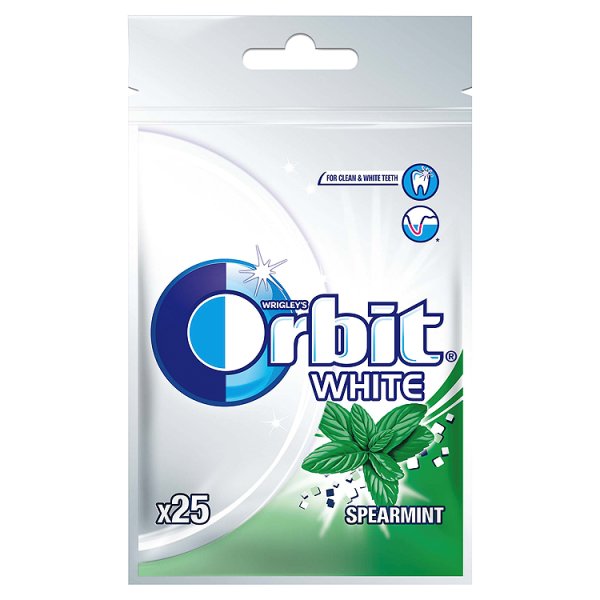 FOR CLEAN & WHITE TEETH
*
WRIGLEY'S
Orbit®
WHITE
x25
SPEARMINT